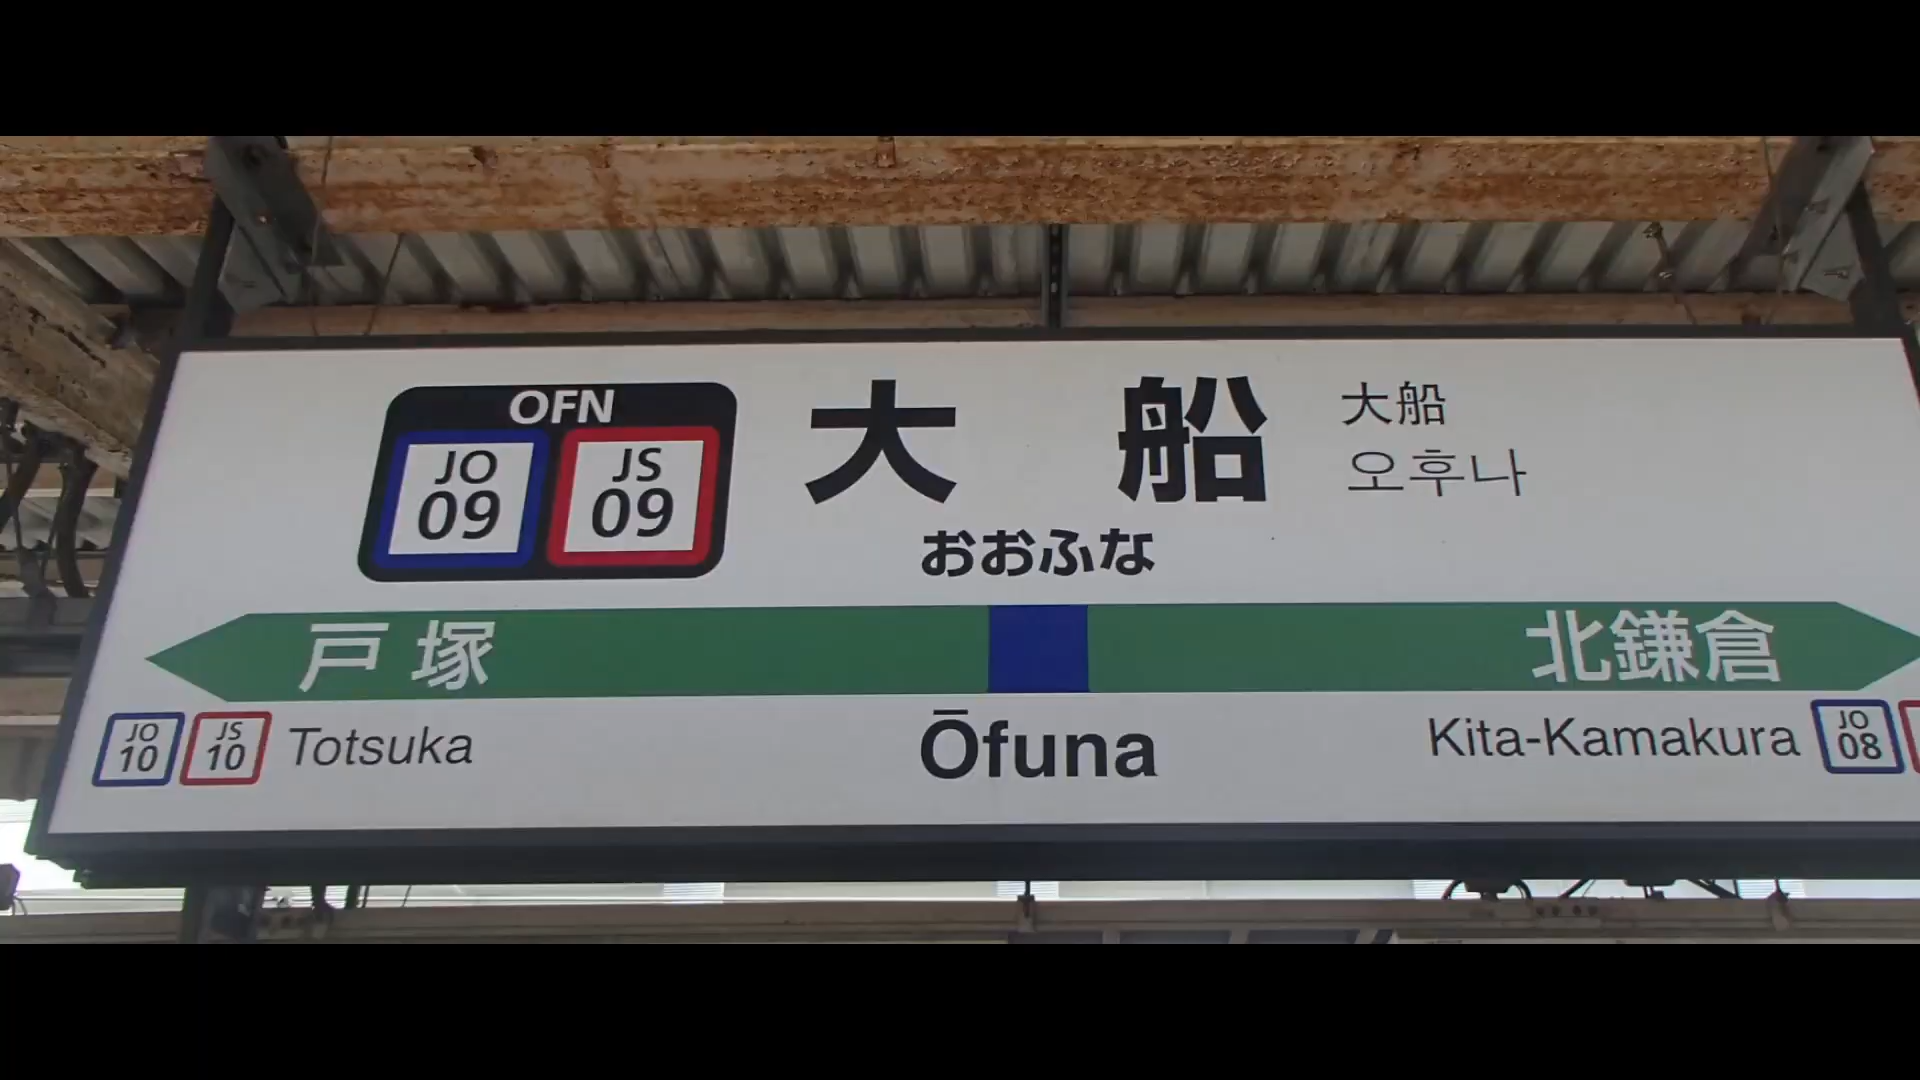 OFN
JO 09
JS 09
大船
大船
오후나
おおふな
戸塚
北鎌倉
JO 10
JS 10
Totsuka
Ōfuna
Kita-Kamakura
JO 08